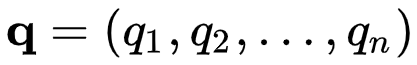 q = (q₁, q₂, . . . , qₙ)